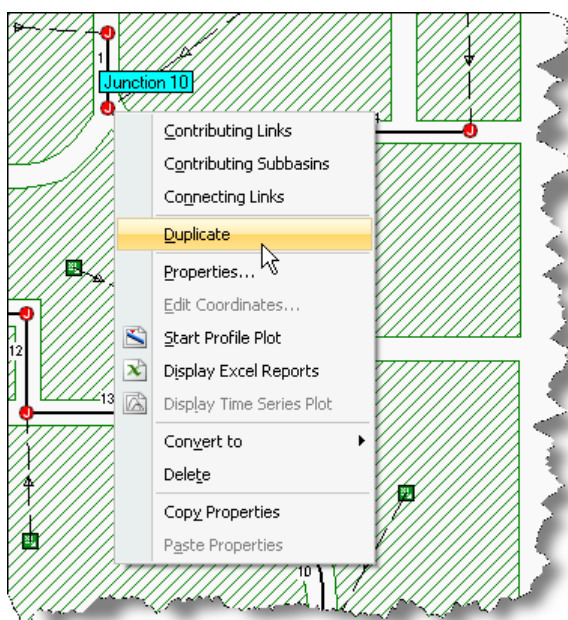 1
Junction 10
Contributing Links
Contributing Subbasins
Connecting Links
Duplicate
Properties...
Edit Coordinates...
12
Start Profile Plot
Display Excel Reports
13
Display Time Series Plot
Convert to
Delete
Copy Properties
Paste Properties
10